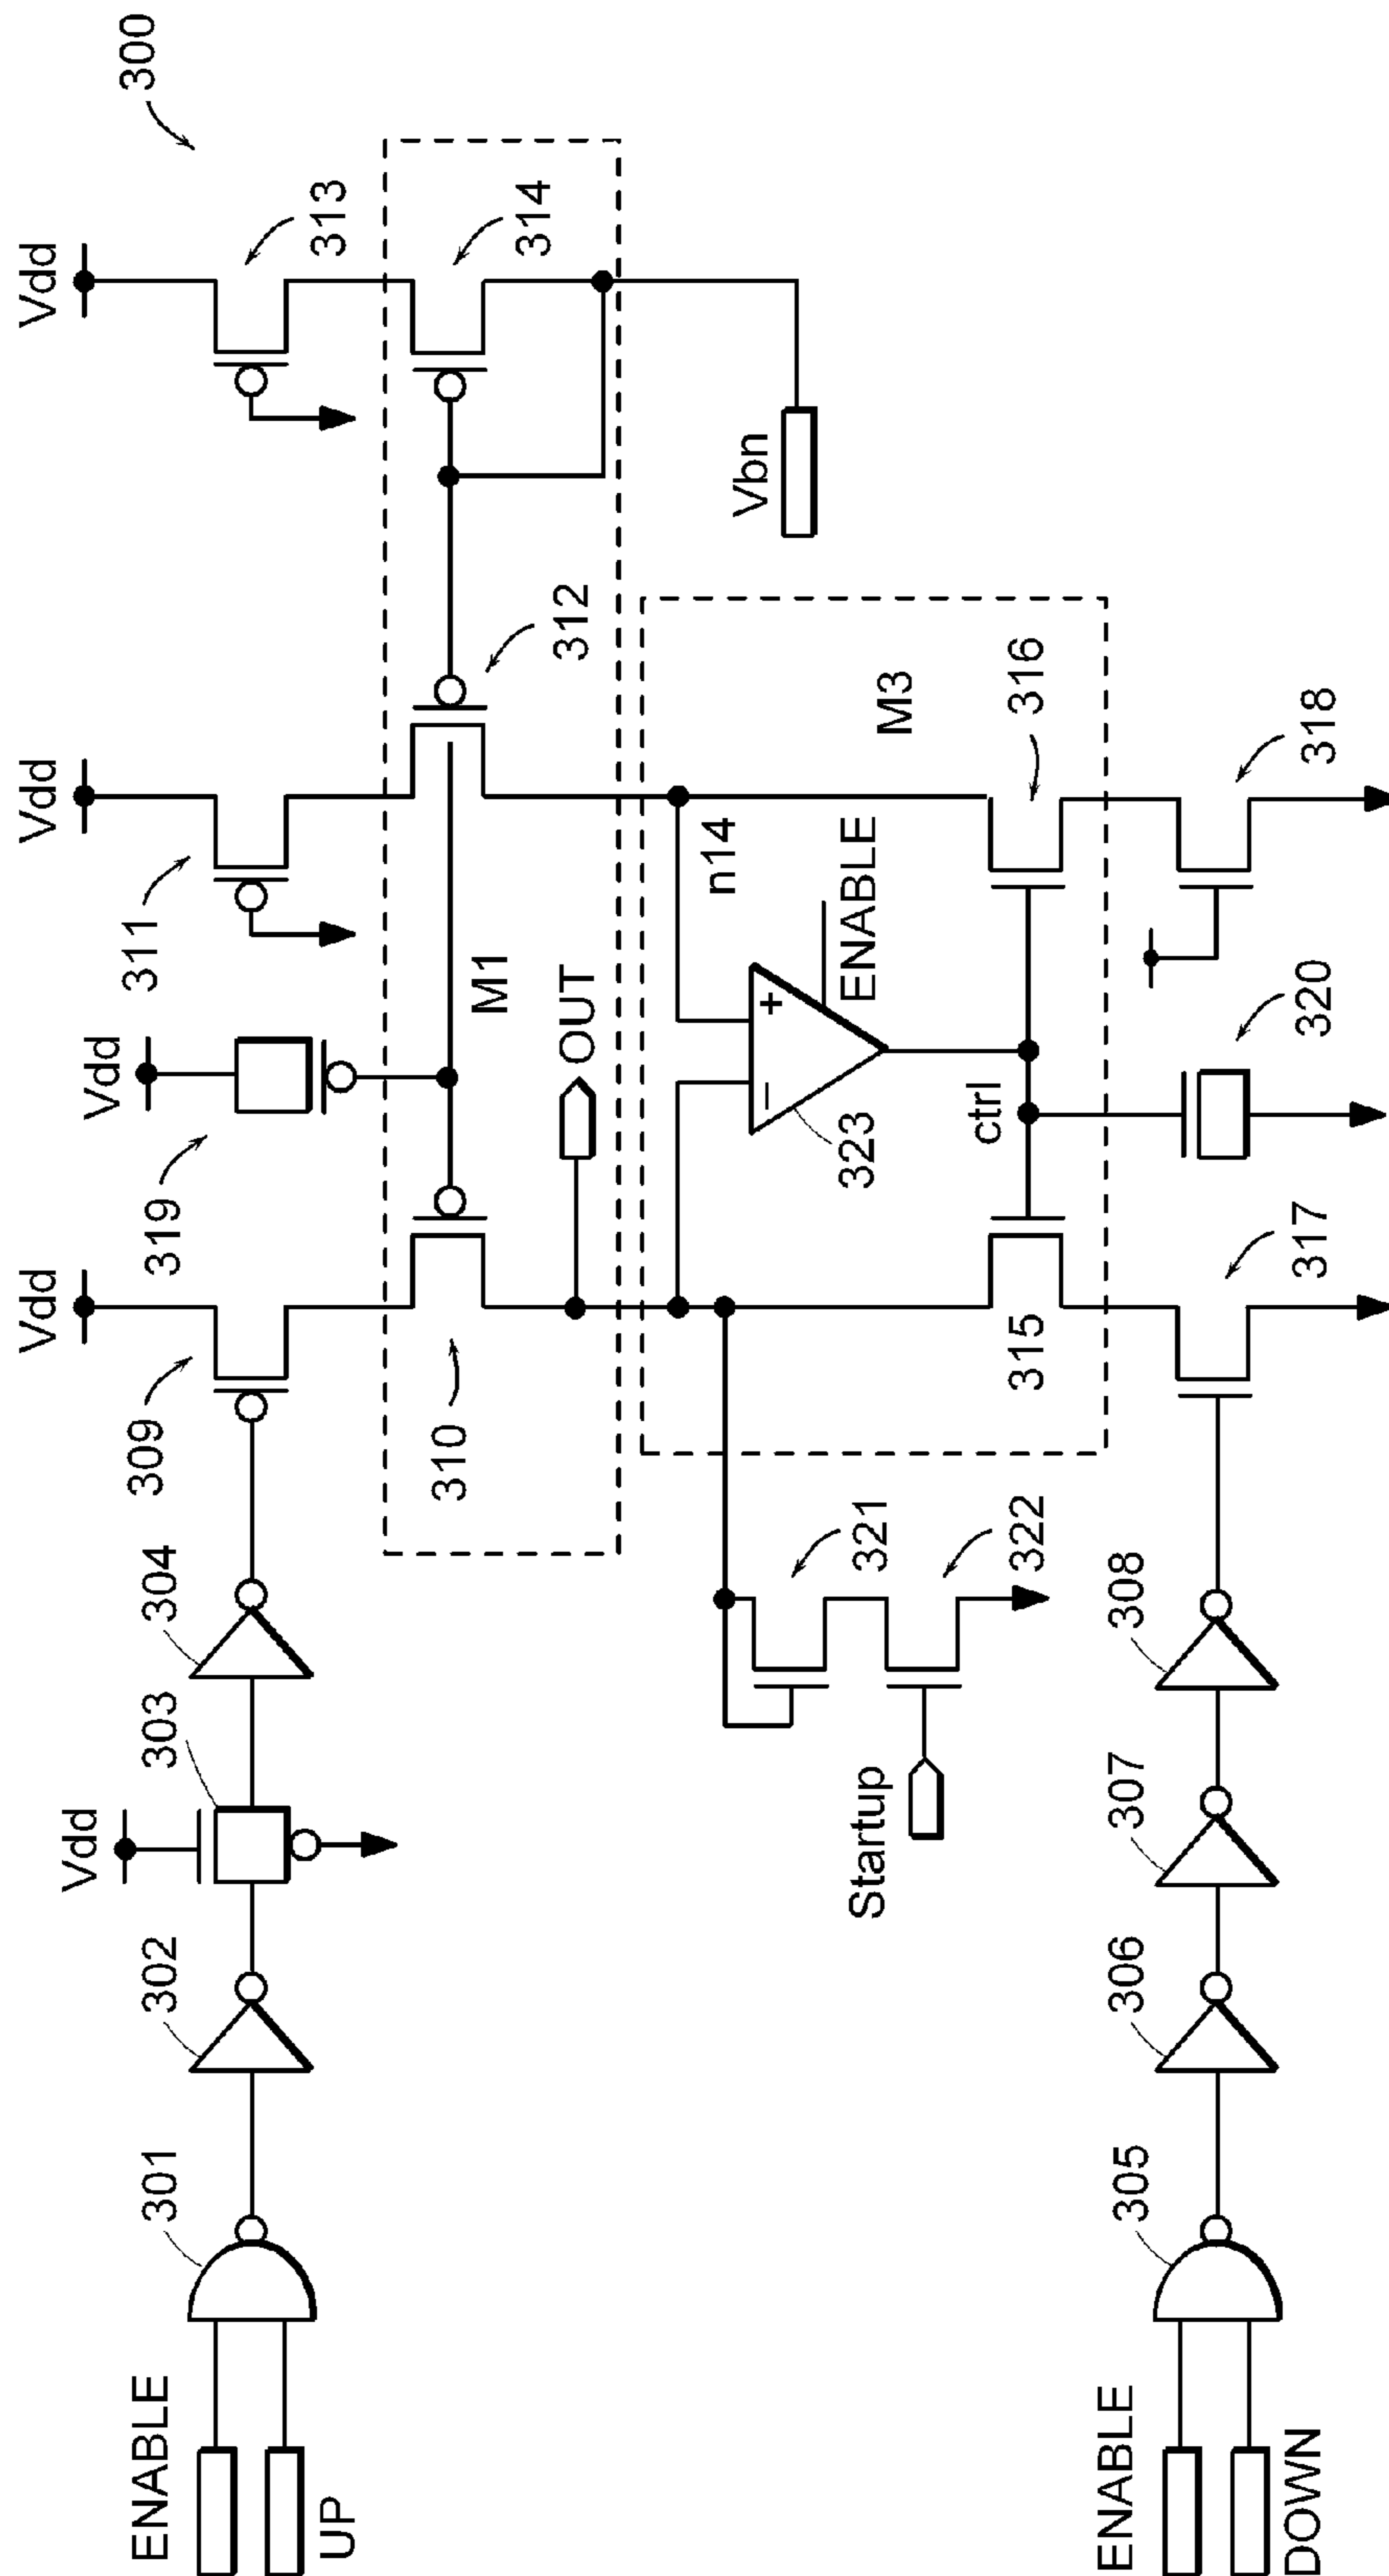 300
Vdd
313
314
Vbn
Vdd
311
312
M1
M3
316
318
n14
ENABLE
+
−
323
ctrl
320
Vdd
319
OUT
Vdd
309
310
315
317
321
322
Startup
304
303
Vdd
302
301
ENABLE
UP
308
307
306
305
ENABLE
DOWN